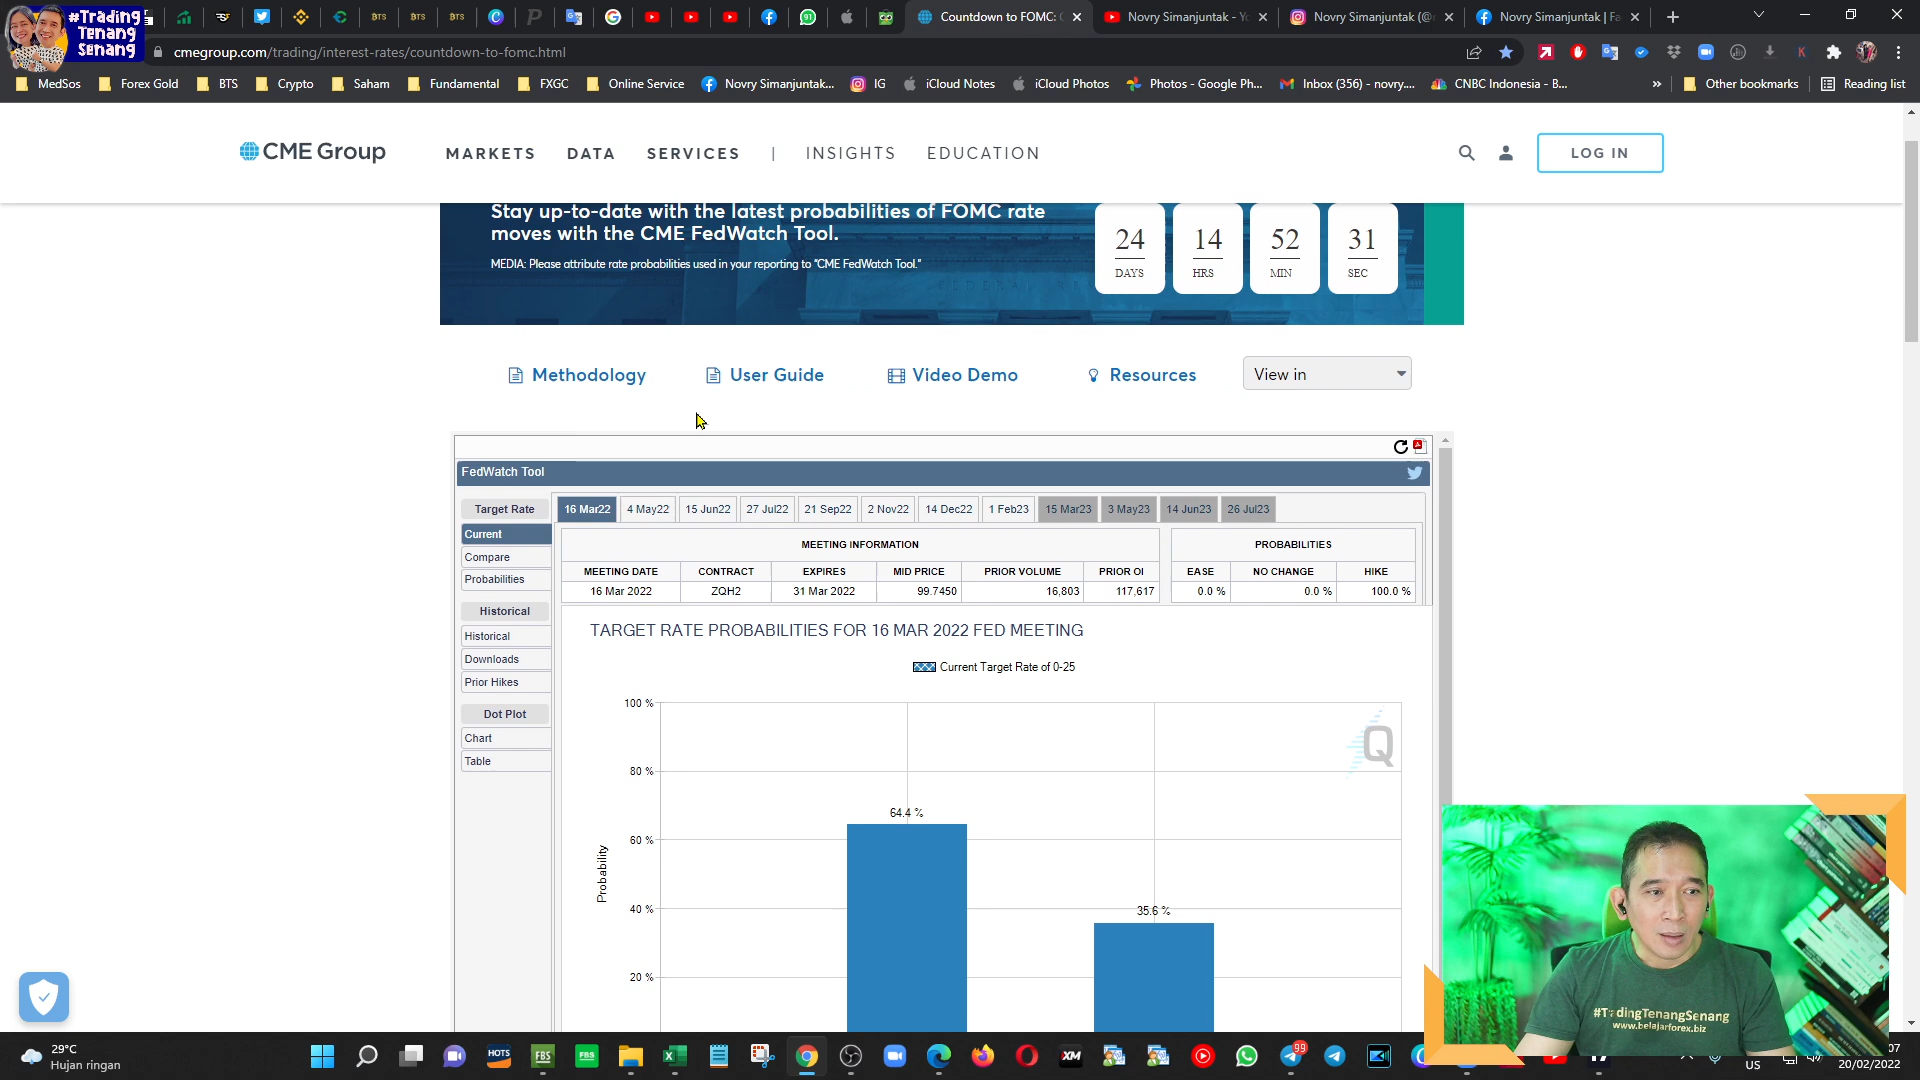 #Trading
Tenang
Senang
BTS
BTS
BTS
Countdown to FOMC:
Novry Simanjuntak - Yo
Novry Simanjuntak (@
Novry Simanjuntak | Fa
cmegroup.com/trading/interest-rates/countdown-to-fomc.html
MedSos
Forex Gold
BTS
Crypto
Saham
Fundamental
FXGC
Online Service
Novry Simanjuntak...
IG
iCloud Notes
iCloud Photos
Photos - Google Ph...
Inbox (356) - novry....
CNBC Indonesia - B...
»
Other bookmarks
Reading list
CME Group
MARKETS
DATA
SERVICES
|
INSIGHTS
EDUCATION
LOG IN
Stay up-to-date with the latest probabilities of FOMC rate
moves with the CME FedWatch Tool.
MEDIA: Please attribute rate probabilities used in your reporting to "CME FedWatch Tool."
24
DAYS
14
HRS
52
MIN
31
SEC
Methodology
User Guide
Video Demo
Resources
View in
FedWatch Tool
Target Rate
Current
Compare
Probabilities
Historical
Historical
Downloads
Prior Hikes
Dot Plot
Chart
Table
16 Mar22
4 May22
15 Jun22
27 Jul22
21 Sep22
2 Nov22
14 Dec22
1 Feb23
15 Mar23
3 May23
14 Jun23
26 Jul23
MEETING INFORMATION
MEETING DATE CONTRACT EXPIRES MID PRICE PRIOR VOLUME PRIOR OI
16 Mar 2022 ZQH2 31 Mar 2022 99.7450 16,803 117,617
PROBABILITIES
EASE NO CHANGE HIKE
0.0 % 0.0 % 100.0 %
TARGET RATE PROBABILITIES FOR 16 MAR 2022 FED MEETING
Current Target Rate of 0-25
Probability
100 %
80 %
60 %
40 %
20 %
64.4 %
35.6 %
Q
#TradingTenangSenang
www.belajarforex.biz
29°C
Hujan ringan
HOTS
FBS
FBS
XM
99
US
07
20/02/2022